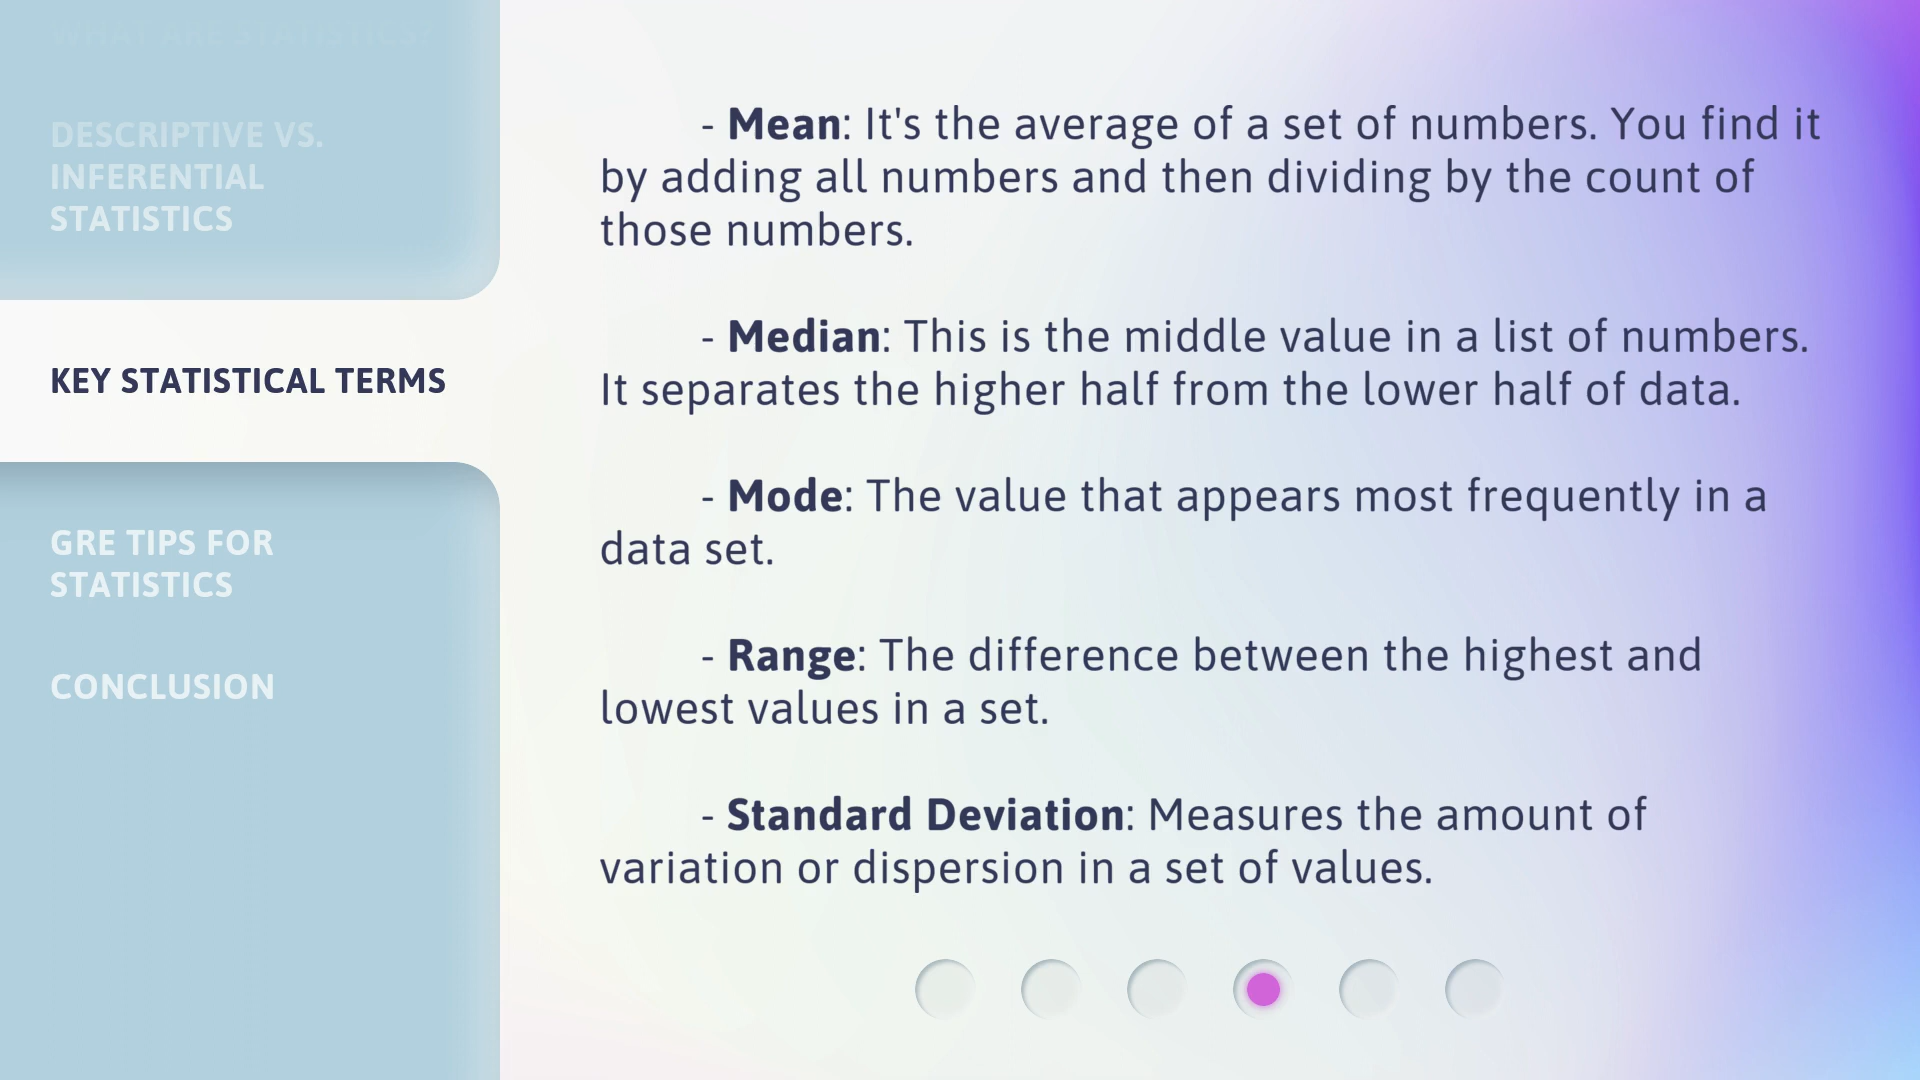 WHAT ARE STATISTICS?
DESCRIPTIVE VS.
INFERENTIAL
STATISTICS
KEY STATISTICAL TERMS
GRE TIPS FOR
STATISTICS
CONCLUSION
- Mean: It's the average of a set of numbers. You find it
by adding all numbers and then dividing by the count of
those numbers.
- Median: This is the middle value in a list of numbers.
It separates the higher half from the lower half of data.
- Mode: The value that appears most frequently in a
data set.
- Range: The difference between the highest and
lowest values in a set.
- Standard Deviation: Measures the amount of
variation or dispersion in a set of values.